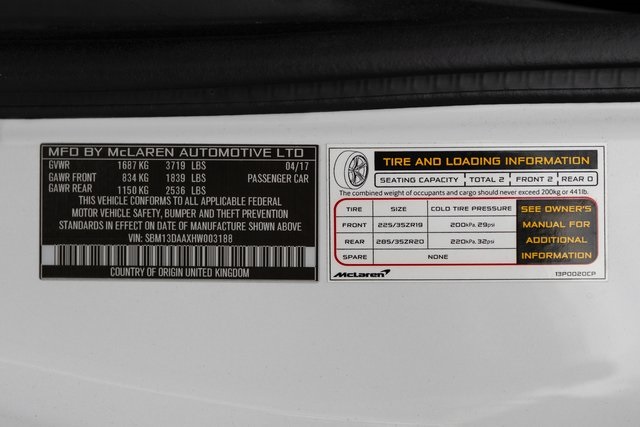 MFD BY McLAREN AUTOMOTIVE LTD
GVWR 1687 KG 3719 LBS 04/17
GAWR FRONT 834 KG 1839 LBS PASSENGER CAR
GAWR REAR 1150 KG 2536 LBS
THIS VEHICLE CONFORMS TO ALL APPLICABLE FEDERAL
MOTOR VEHICLE SAFETY, BUMPER AND THEFT PREVENTION
STANDARDS IN EFFECT ON DATE OF MANUFACTURE SHOWN ABOVE
VIN: SBM13DAAXHW003188
COUNTRY OF ORIGIN UNITED KINGDOM
TIRE AND LOADING INFORMATION
SEATING CAPACITY TOTAL 2 FRONT 2 REAR 0
The combined weight of occupants and cargo should never exceed 200kg or 441lb.
TIRE SIZE COLD TIRE PRESSURE
FRONT 225/35ZR19 200kPa, 29psi
REAR 285/35ZR20 220kPa, 32psi
SPARE NONE
SEE OWNER'S
MANUAL FOR
ADDITIONAL
INFORMATION
McLaren 13P0020CP